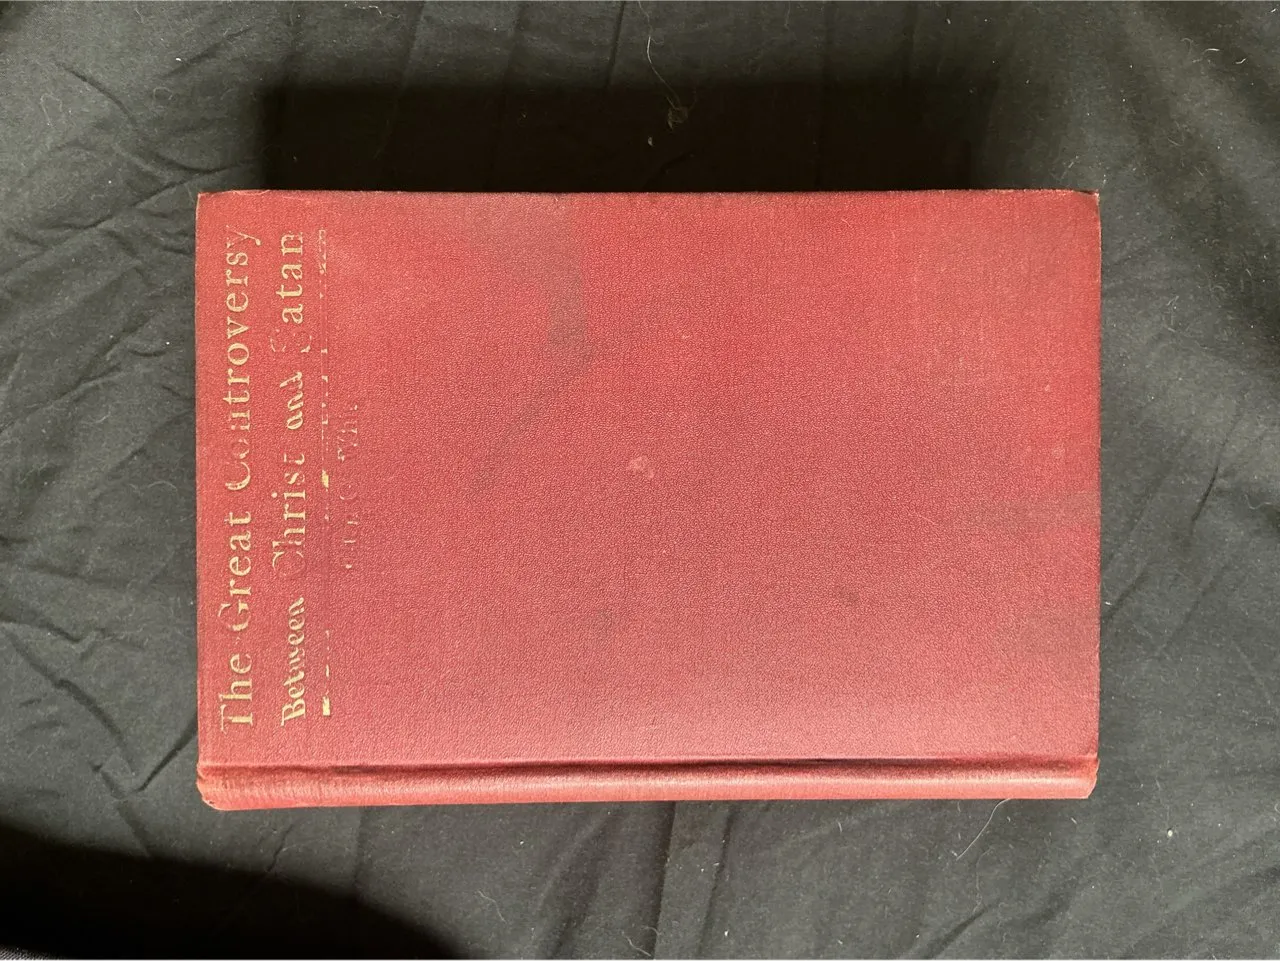 The Great Controversy
Between Christ and Satan